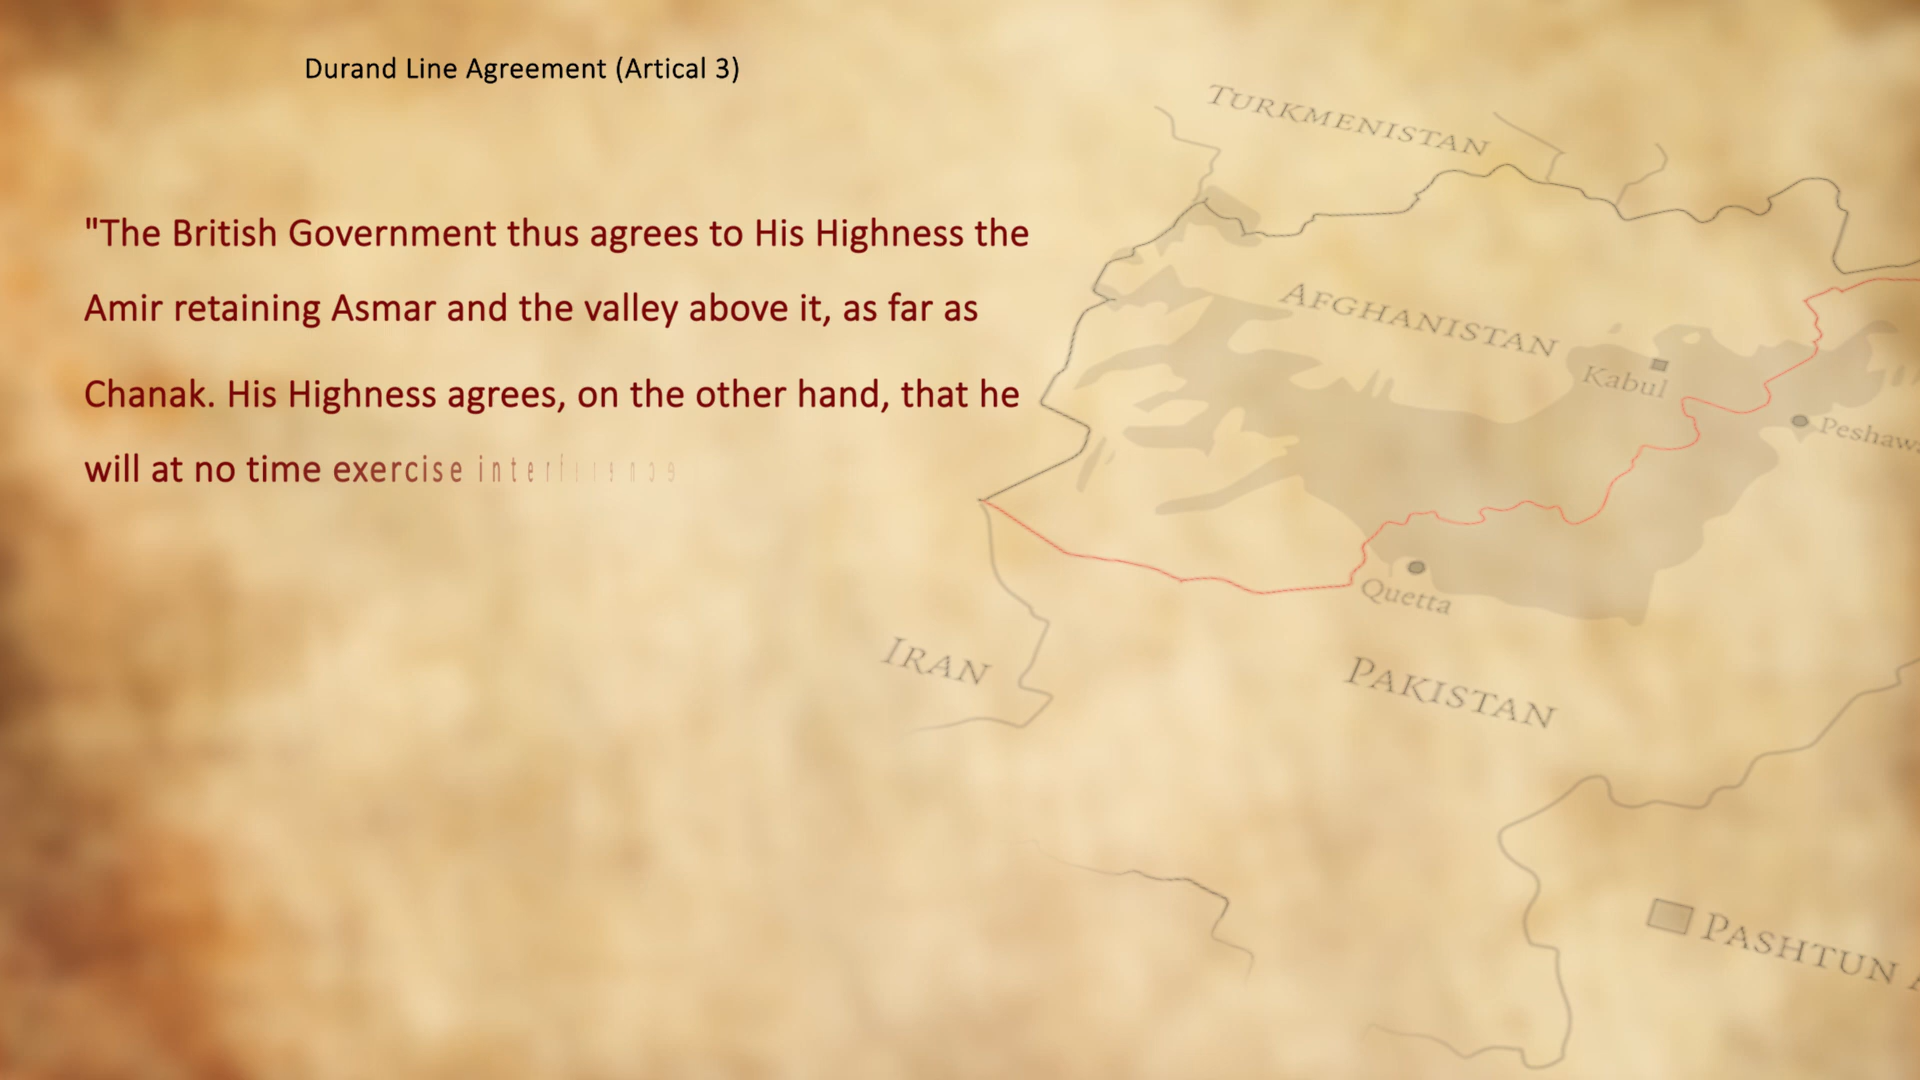 Durand Line Agreement (Artical 3)
"The British Government thus agrees to His Highness the
Amir retaining Asmar and the valley above it, as far as
Chanak. His Highness agrees, on the other hand, that he
will at no time exercise
TURKMENISTAN
AFGHANISTAN
Kabul
Quetta
IRAN
PAKISTAN
PASHTUN